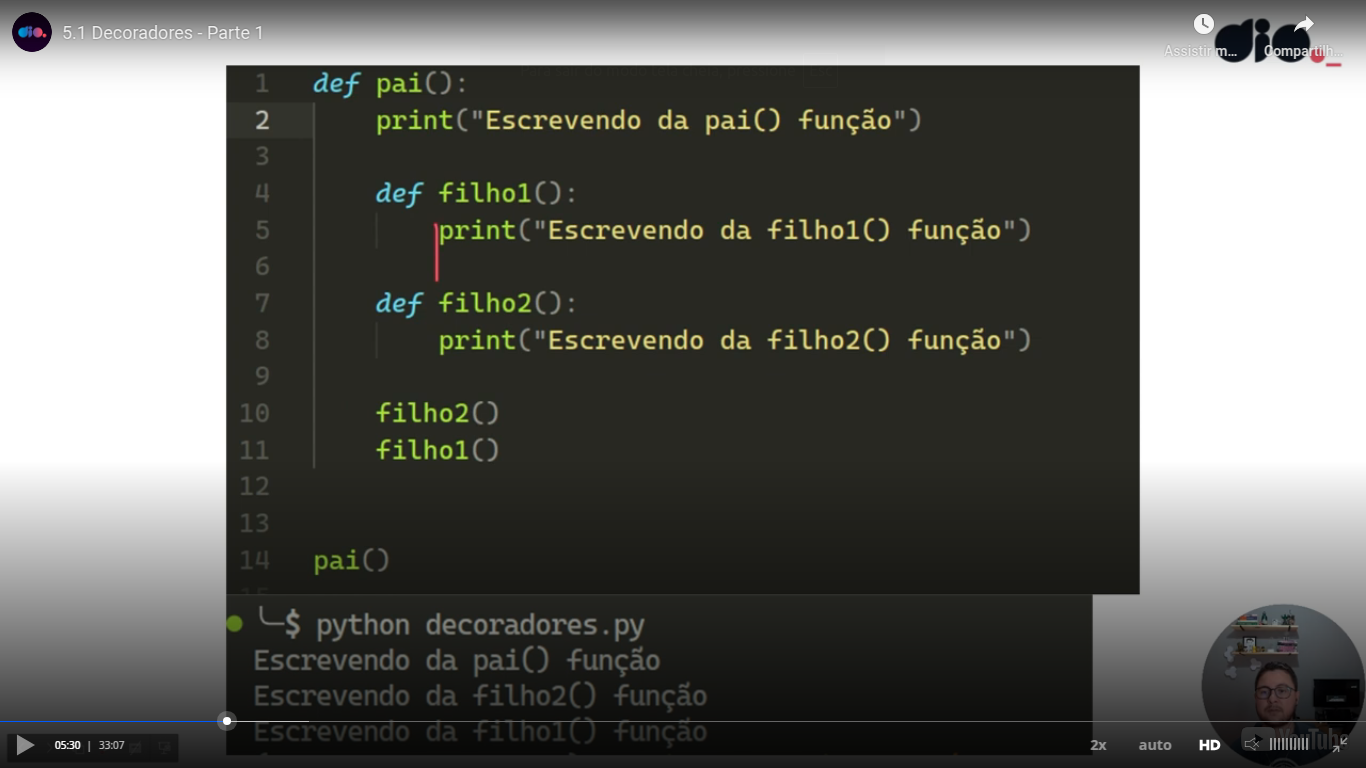 5.1 Decoradores - Parte 1
Assistir m...
Compartilh...
dio.
1 def pai():
2 print("Escrevendo da pai() função")
3
4 def filho1():
5 print("Escrevendo da filho1() função")
6
7 def filho2():
8 print("Escrevendo da filho2() função")
9
10 filho2()
11 filho1()
12
13
14 pai()
15
$ python decoradores.py
Escrevendo da pai() função
Escrevendo da filho2() função
Escrevendo da filho1() função
05:30 | 33:07
2x auto HD
YouTube